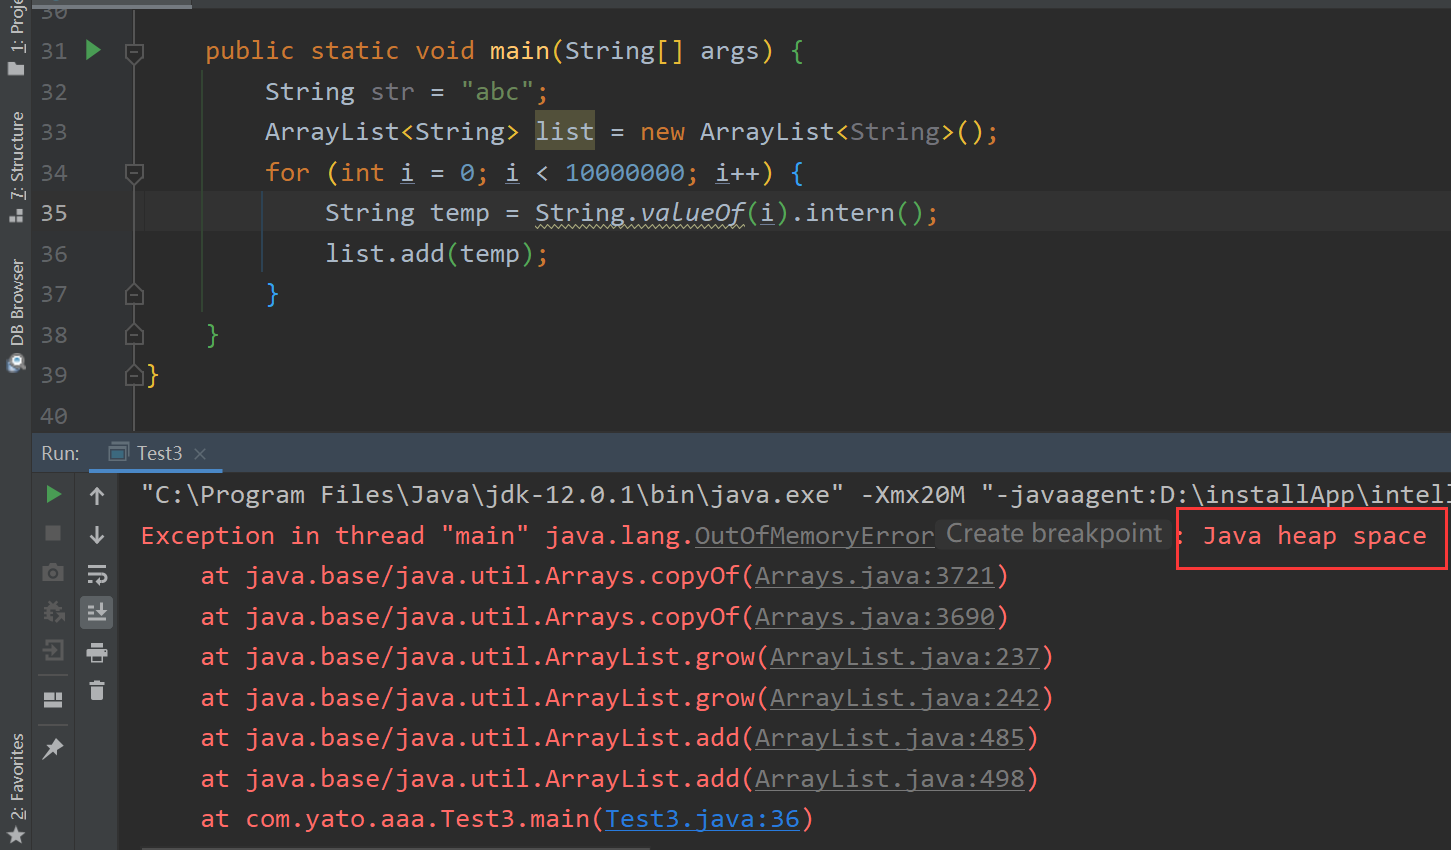 30
1: Proje
31 public static void main(String[] args) {
32 String str = "abc";
33 ArrayList<String> list = new ArrayList<String>();
7: Structure
34 for (int i = 0; i < 10000000; i++) {
35 String temp = String.valueOf(i).intern();
36 list.add(temp);
DB Browser
37 }
38 }
39 }
40
Run: Test3
"C:\Program Files\Java\jdk-12.0.1\bin\java.exe" -Xmx20M "-javaagent:D:\installApp\intell
Exception in thread "main" java.lang.OutOfMemoryError Create breakpoint : Java heap space
at java.base/java.util.Arrays.copyOf(Arrays.java:3721)
at java.base/java.util.Arrays.copyOf(Arrays.java:3690)
at java.base/java.util.ArrayList.grow(ArrayList.java:237)
at java.base/java.util.ArrayList.grow(ArrayList.java:242)
at java.base/java.util.ArrayList.add(ArrayList.java:485)
at java.base/java.util.ArrayList.add(ArrayList.java:498)
at com.yato.aaa.Test3.main(Test3.java:36)
2: Favorites